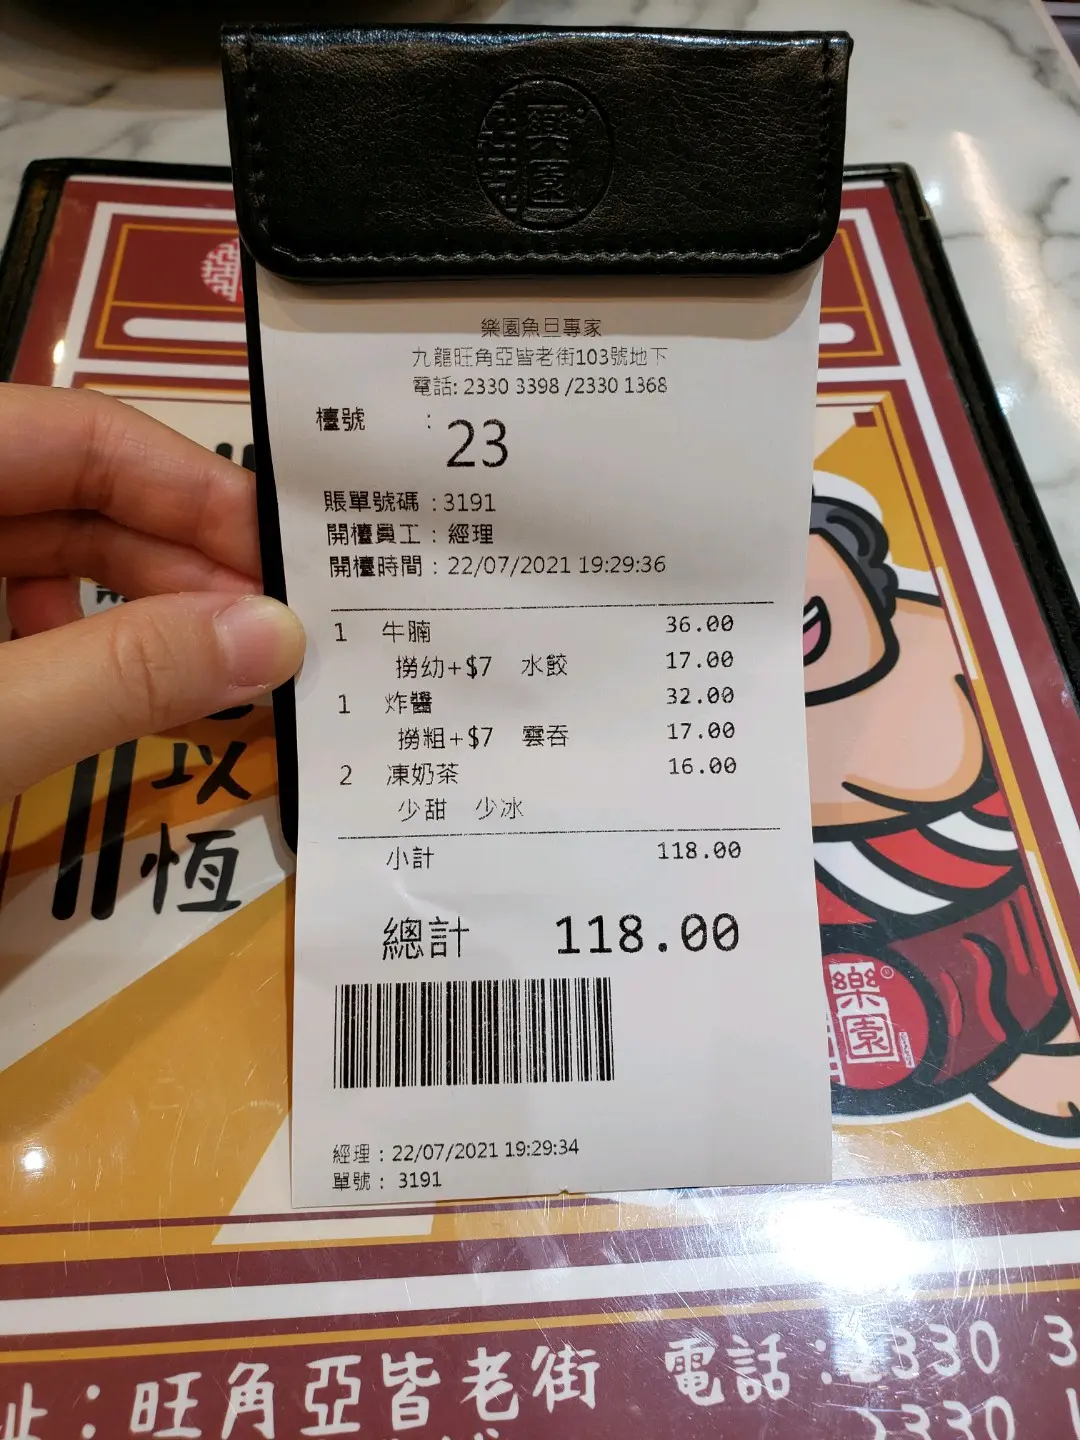 樂園
樂園魚旦專家
九龍旺角亞皆老街103號地下
電話: 2330 3398 /2330 1368
檯號 : 23
賬單號碼 : 3191
開檯員工 : 經理
開檯時間 : 22/07/2021 19:29:36
1 牛腩 36.00
撈幼+$7 水餃 17.00
1 炸醬 32.00
撈粗+$7 雲吞 17.00
2 凍奶茶 16.00
少甜 少冰
小計 118.00
總計 118.00
經理 : 22/07/2021 19:29:34
單號 : 3191
以
恆
樂園®
址：旺角亞皆老街 電話：2330 3
2330